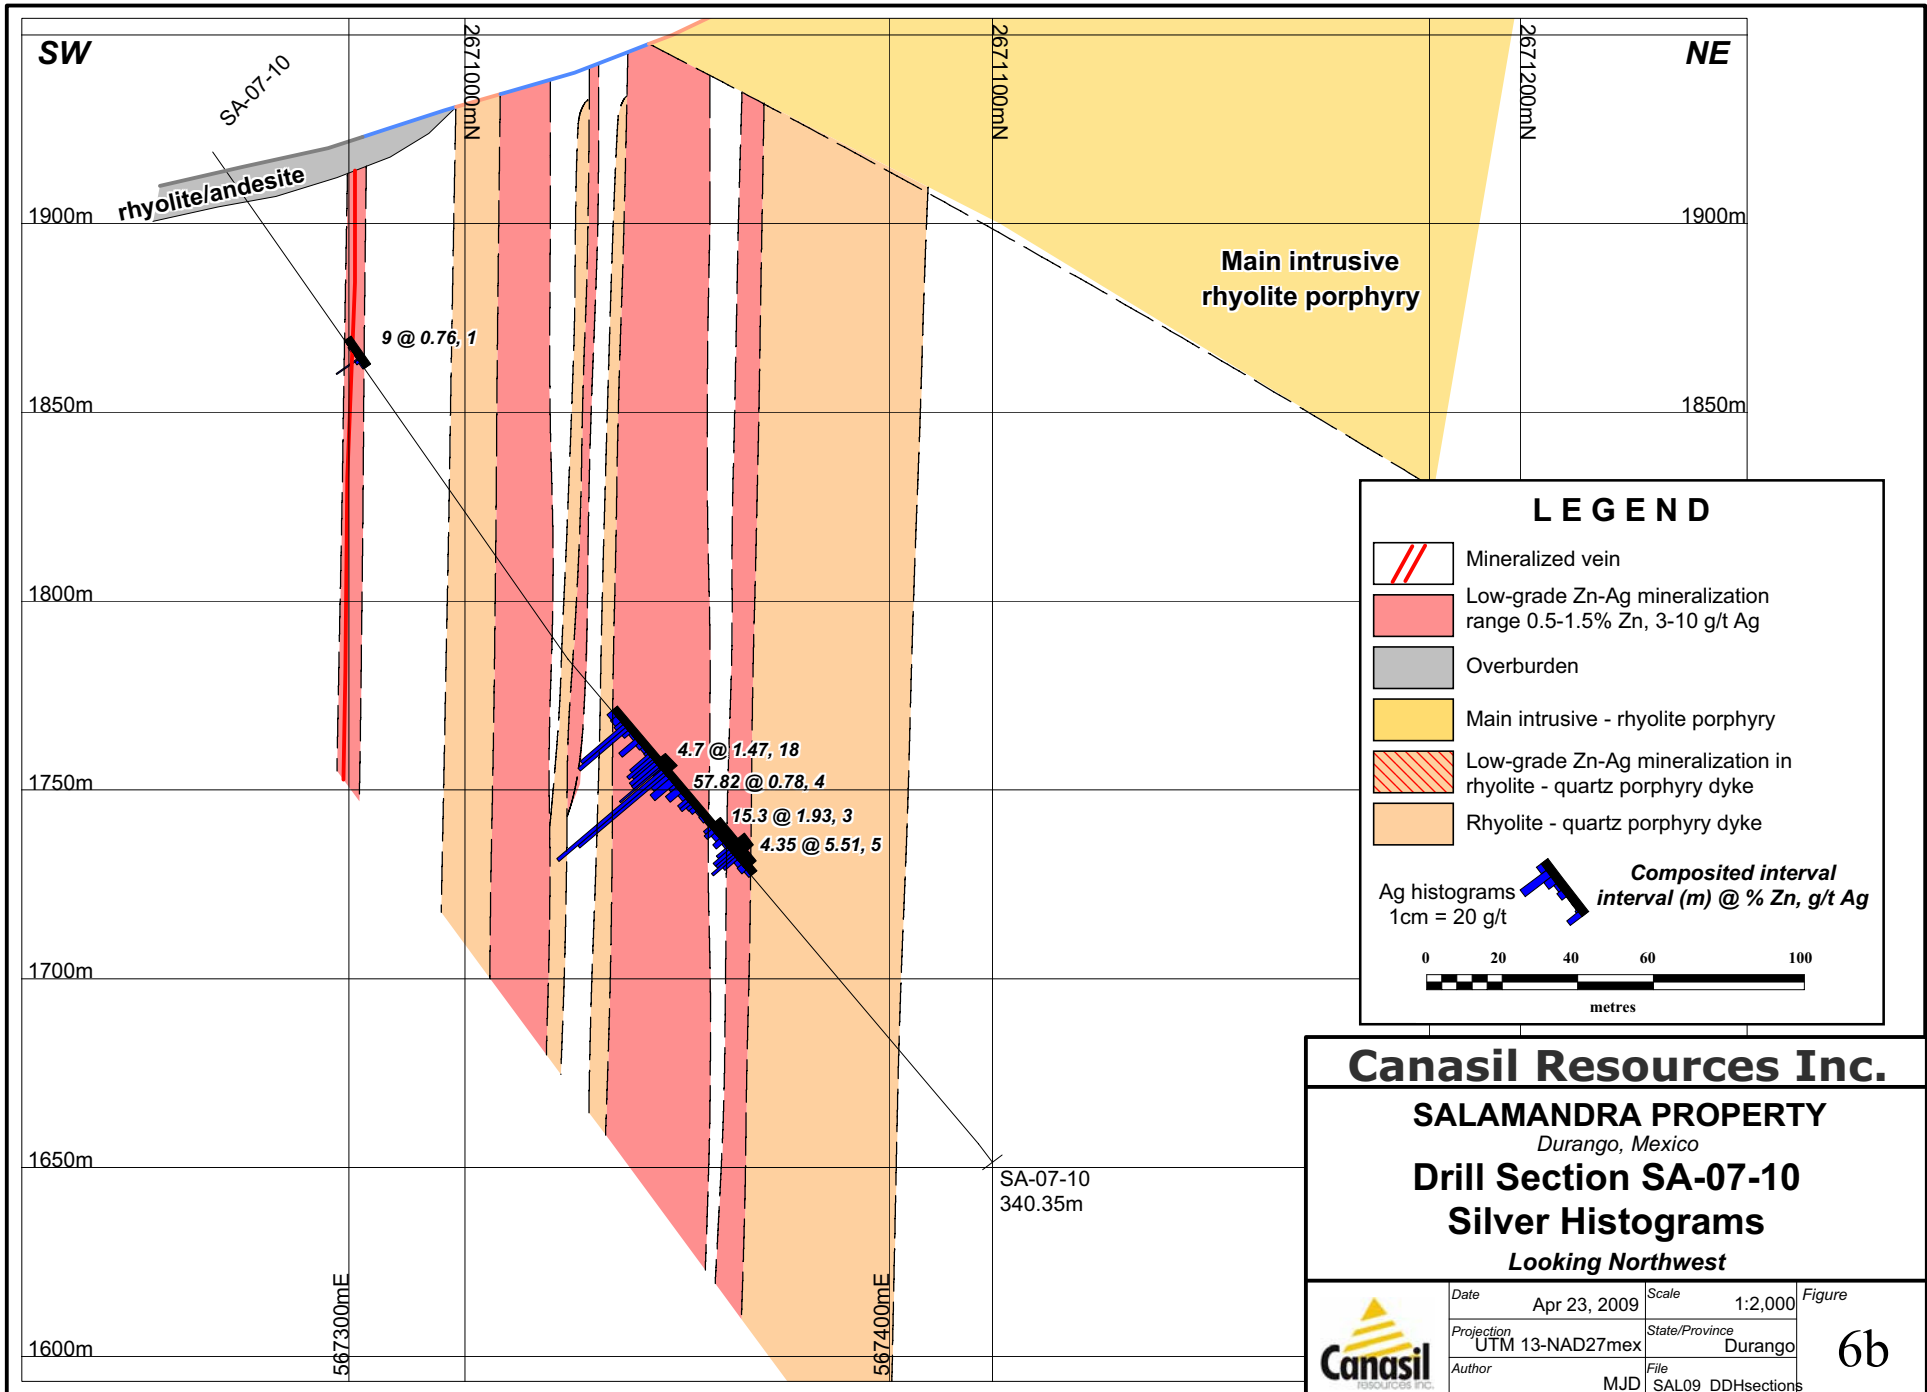 SW
NE
SA-07-10
2671000mN
2671100mN
2671200mN
rhyolite/andesite
1900m
1900m
Main intrusive
rhyolite porphyry
9 @ 0.76, 1
1850m
1850m
1800m
4.7 @ 1.47, 18
57.82 @ 0.78, 4
15.3 @ 1.93, 3
4.35 @ 5.51, 5
1750m
1700m
1650m
1600m
SA-07-10
340.35m
567300mE
567400mE
LEGEND
Mineralized vein
Low-grade Zn-Ag mineralization
range 0.5-1.5% Zn, 3-10 g/t Ag
Overburden
Main intrusive - rhyolite porphyry
Low-grade Zn-Ag mineralization in
rhyolite - quartz porphyry dyke
Rhyolite - quartz porphyry dyke
Ag histograms
1cm = 20 g/t
Composited interval
interval (m) @ % Zn, g/t Ag
0 20 40 60 100
metres
Canasil Resources Inc.
SALAMANDRA PROPERTY
Durango, Mexico
Drill Section SA-07-10
Silver Histograms
Looking Northwest
Canasil
resources inc.
Date Apr 23, 2009
Scale 1:2,000
Figure 6b
Projection UTM 13-NAD27mex
State/Province Durango
Author MJD
File SAL09_DDHsections